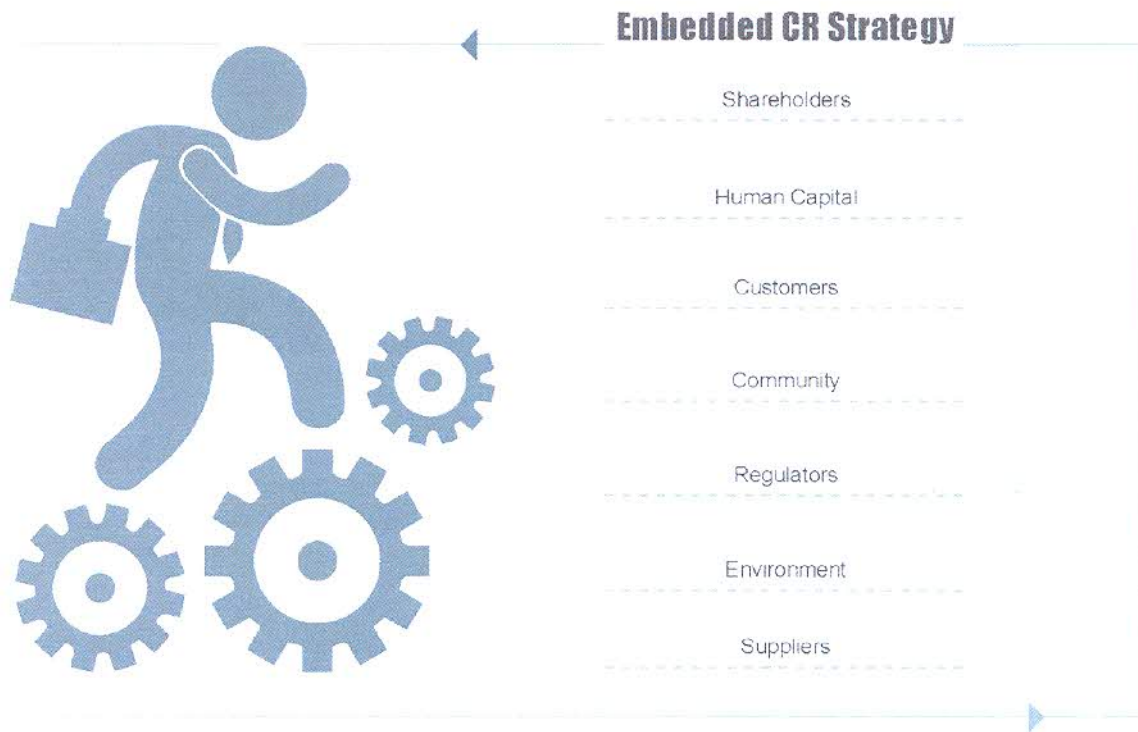 Embedded CR Strategy
Shareholders
Human Capital
Customers
Community
Regulators
Environment
Suppliers